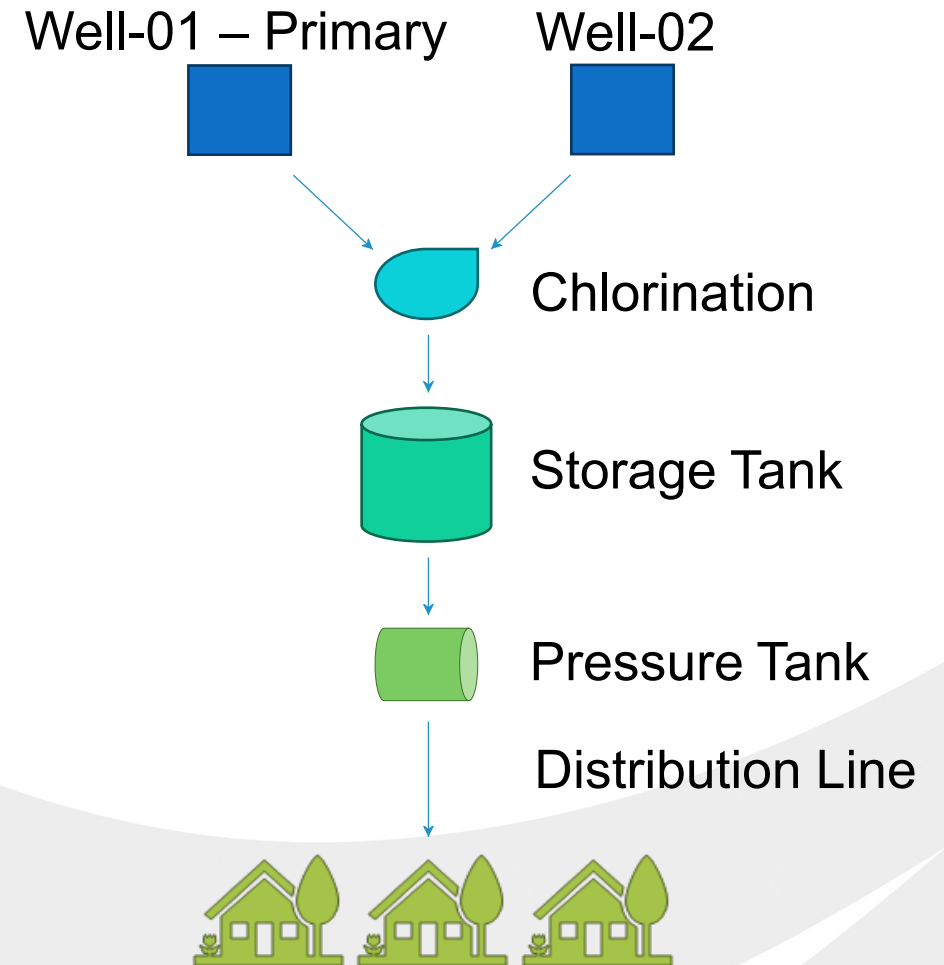 Well-01 – Primary
Well-02
Chlorination
Storage Tank
Pressure Tank
Distribution Line